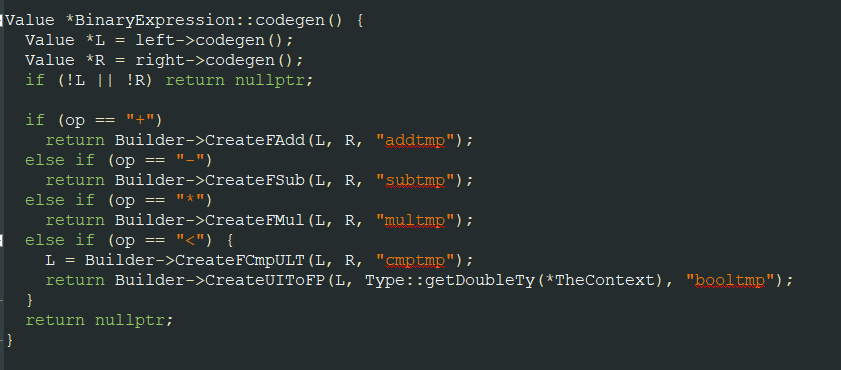 Value *BinaryExpression::codegen() {
  Value *L = left->codegen();
  Value *R = right->codegen();
  if (!L || !R) return nullptr;

  if (op == "+")
    return Builder->CreateFAdd(L, R, "addtmp");
  else if (op == "-")
    return Builder->CreateFSub(L, R, "subtmp");
  else if (op == "*")
    return Builder->CreateFMul(L, R, "multmp");
  else if (op == "<") {
    L = Builder->CreateFCmpULT(L, R, "cmptmp");
    return Builder->CreateUIToFP(L, Type::getDoubleTy(*TheContext), "booltmp");
  }
  return nullptr;
}